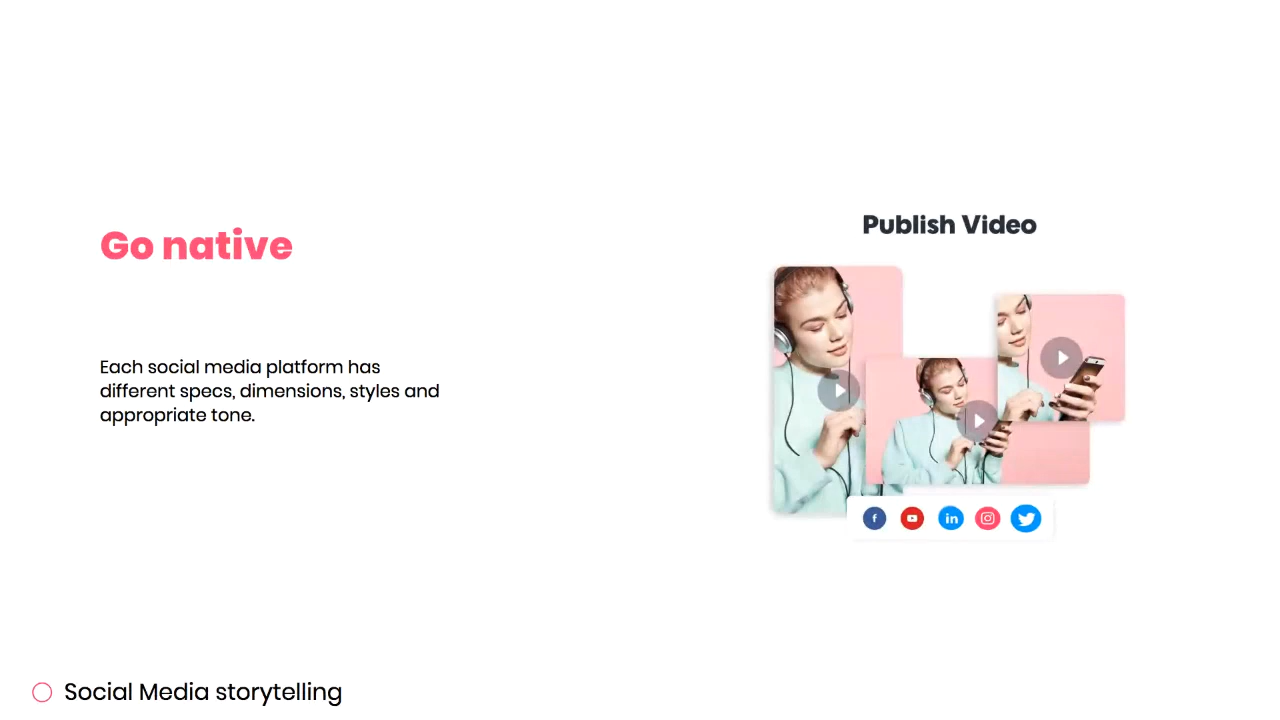 Go native
Each social media platform has
different specs, dimensions, styles and
appropriate tone.
Publish Video
f
in
Social Media storytelling